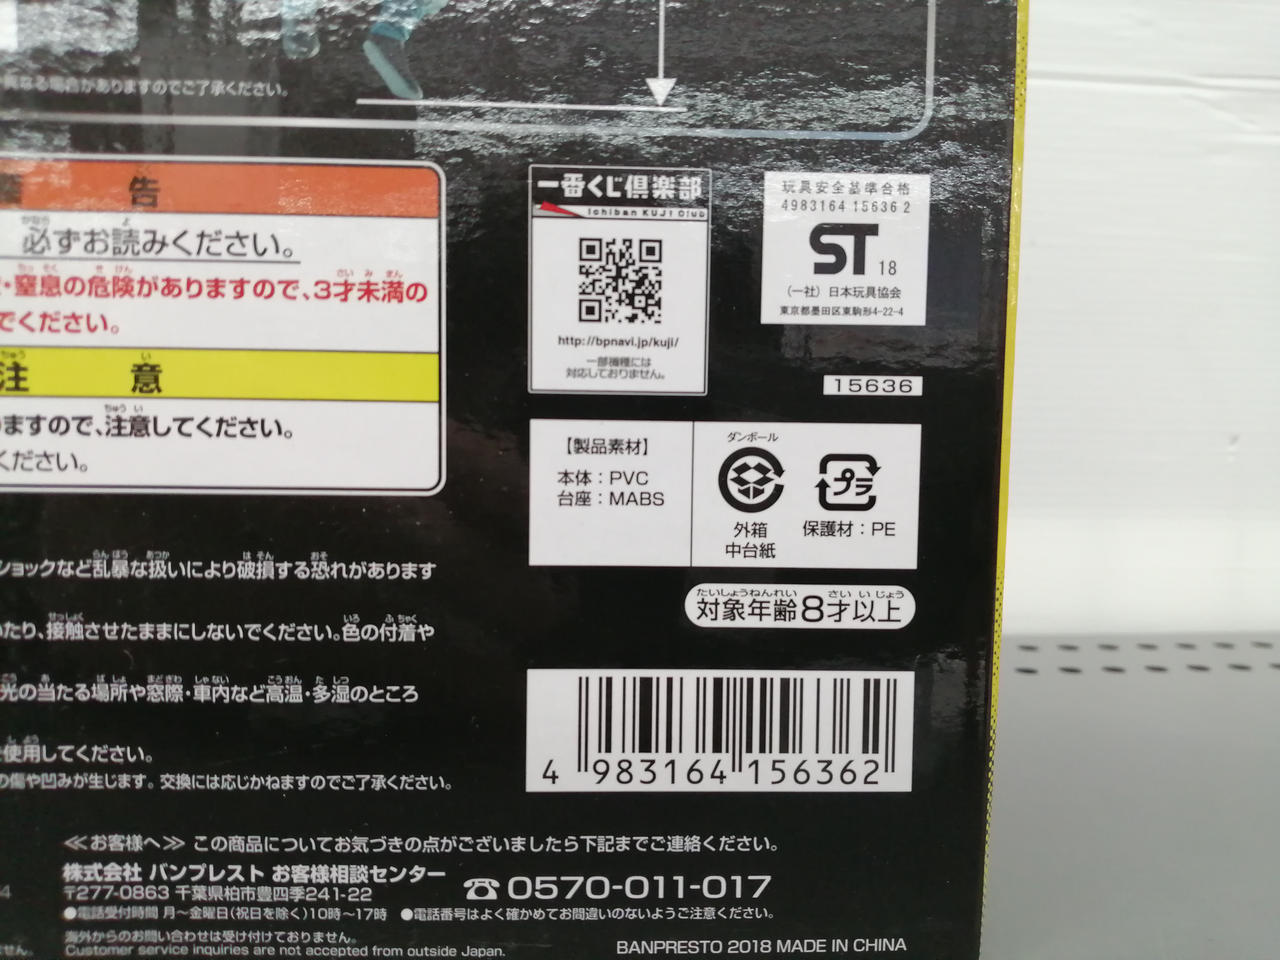 なる場合がありますのでご了承ください。
警告
必ずお読みください。
・窒息の危険がありますので、3才未満の
でください。
注意
ますので、注意してください。
ください。
ショックなど乱暴な扱いにより破損する恐れがあります
たり、接触させたままにしないでください。色の付着や
光の当たる場所や窓際・車内など高温・多湿のところ
使用してください。
の傷や凹みが生じます。交換には応じかねますのでご了承ください。
一番くじ倶楽部
Ichiban KUJI Club
http://bpnavi.jp/kuji/
一部機種には
対応しておりません。
玩具安全基準合格
4983164 15636 2
ST 18
(一社)日本玩具協会
東京都墨田区東駒形4-22-4
15636
【製品素材】
本体:PVC
台座:MABS
ダンボール
外箱
中台紙
プラ
保護材:PE
たいしょうねんれい さい い じょう
対象年齢8才以上
4 983164 156362
≪お客様へ≫ この商品についてお気づきの点がございましたら下記までご連絡ください。
株式会社 バンプレスト お客様相談センター
〒277-0863 千葉県柏市豊四季241-22
☎0570-011-017
●電話受付時間 月〜金曜日(祝日を除く)10時〜17時 ●電話番号はよく確かめてお間違いのないようご注意ください。
海外からのお問い合わせは受け付けておりません。
Customer service inquiries are not accepted from outside Japan.
BANPRESTO 2018 MADE IN CHINA